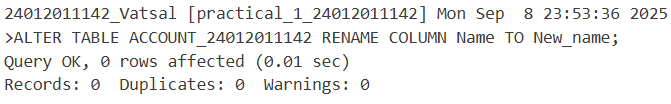 24012011142_Vatsal [practical_1_24012011142] Mon Sep  8 23:53:36 2025
>ALTER TABLE ACCOUNT_24012011142 RENAME COLUMN Name TO New_name;
Query OK, 0 rows affected (0.01 sec)
Records: 0  Duplicates: 0  Warnings: 0